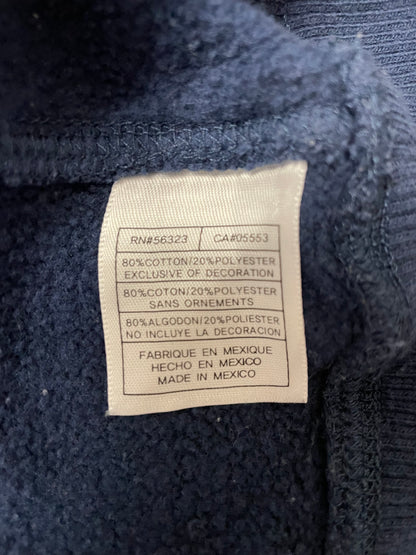 RN#56323 CA#05553
80%COTTON/20%POLYESTER
EXCLUSIVE OF DECORATION
80%COTON/20%POLYESTER
SANS ORNEMENTS
80%ALGODON/20%POLIESTER
NO INCLUYE LA DECORACION
FABRIQUE EN MEXIQUE
HECHO EN MEXICO
MADE IN MEXICO